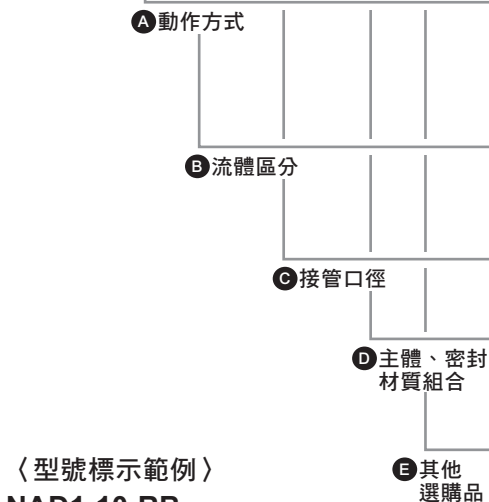 A動作方式
B流體區分
C接管口徑
D主體、密封
材質組合
E其他
選購品
〈型號標示範例〉